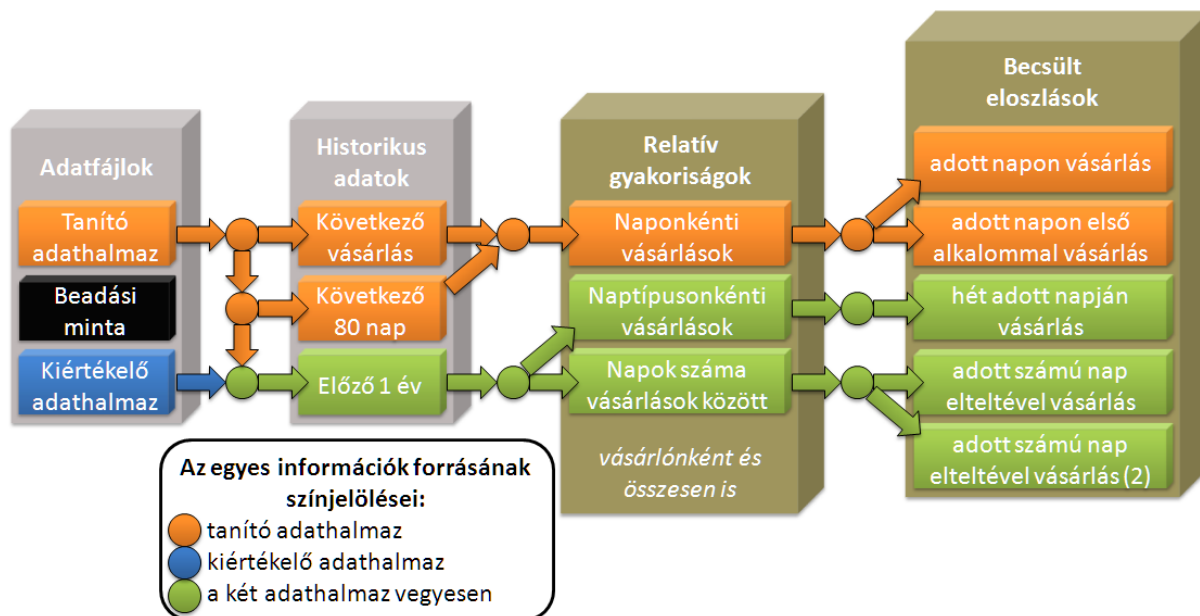 Adatfájlok
Tanító
adathalmaz
Beadási
minta
Kiértékelő
adathalmaz
Historikus
adatok
Következő
vásárlás
Következő
80 nap
Előző 1 év
Relatív
gyakoriságok
Naponkénti
vásárlások
Naptípusonkénti
vásárlások
Napok száma
vásárlások között
vásárlónként és
összesen is
Becsült
eloszlások
adott napon vásárlás
adott napon első
alkalommal vásárlás
hét adott napján
vásárlás
adott számú nap
elteltével vásárlás
adott számú nap
elteltével vásárlás (2)
Az egyes információk forrásának
színjelölései:
tanító adathalmaz
kiértékelő adathalmaz
a két adathalmaz vegyesen